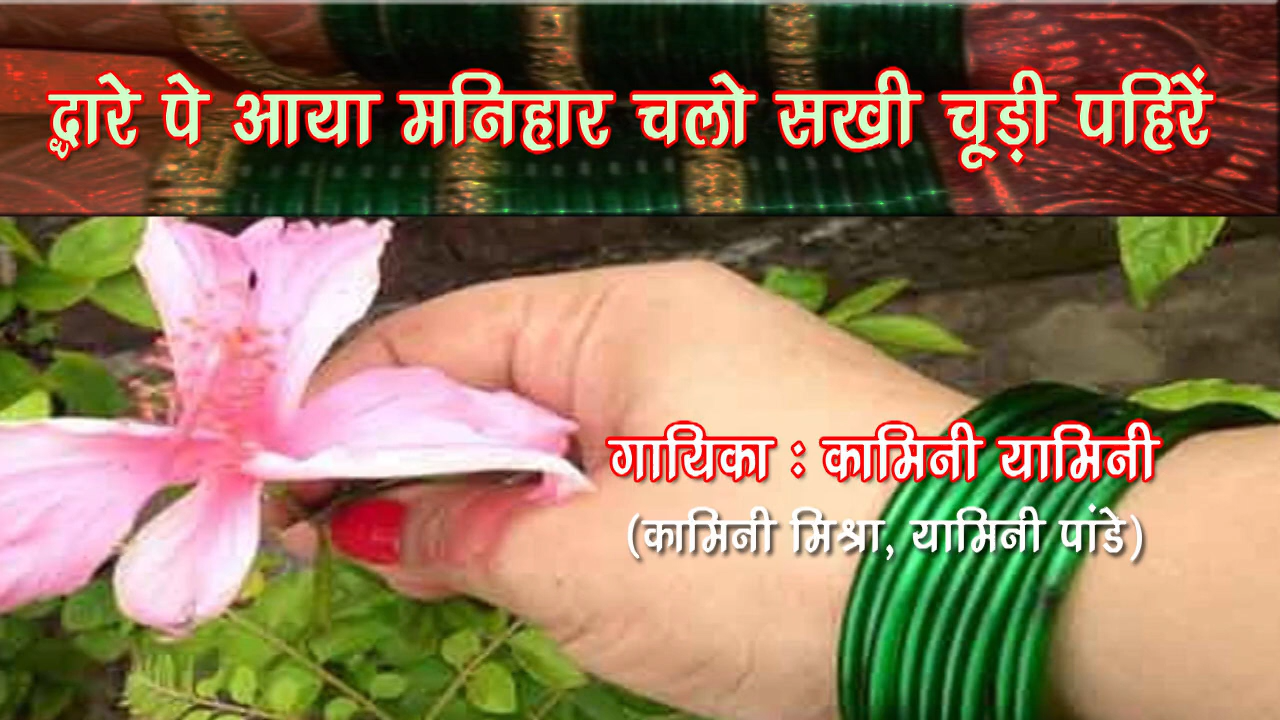 द्वारे पे आया मनिहार चलो सखी चूड़ी पहिरें
गायिका : कामिनी यामिनी
(कामिनी मिश्रा, यामिनी पांडे)